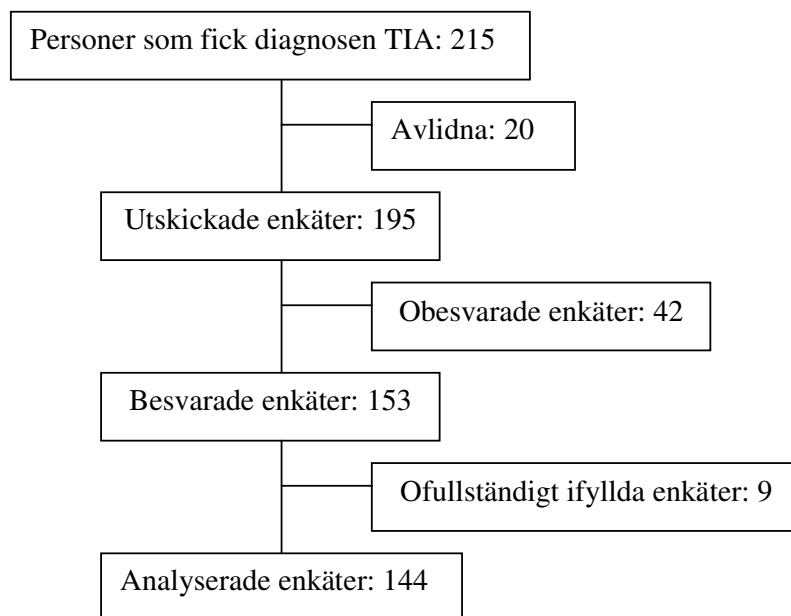 Personer som fick diagnosen TIA: 215
Avlidna: 20
Utskickade enkäter: 195
Obesvarade enkäter: 42
Besvarade enkäter: 153
Ofullständigt ifyllda enkäter: 9
Analyserade enkäter: 144